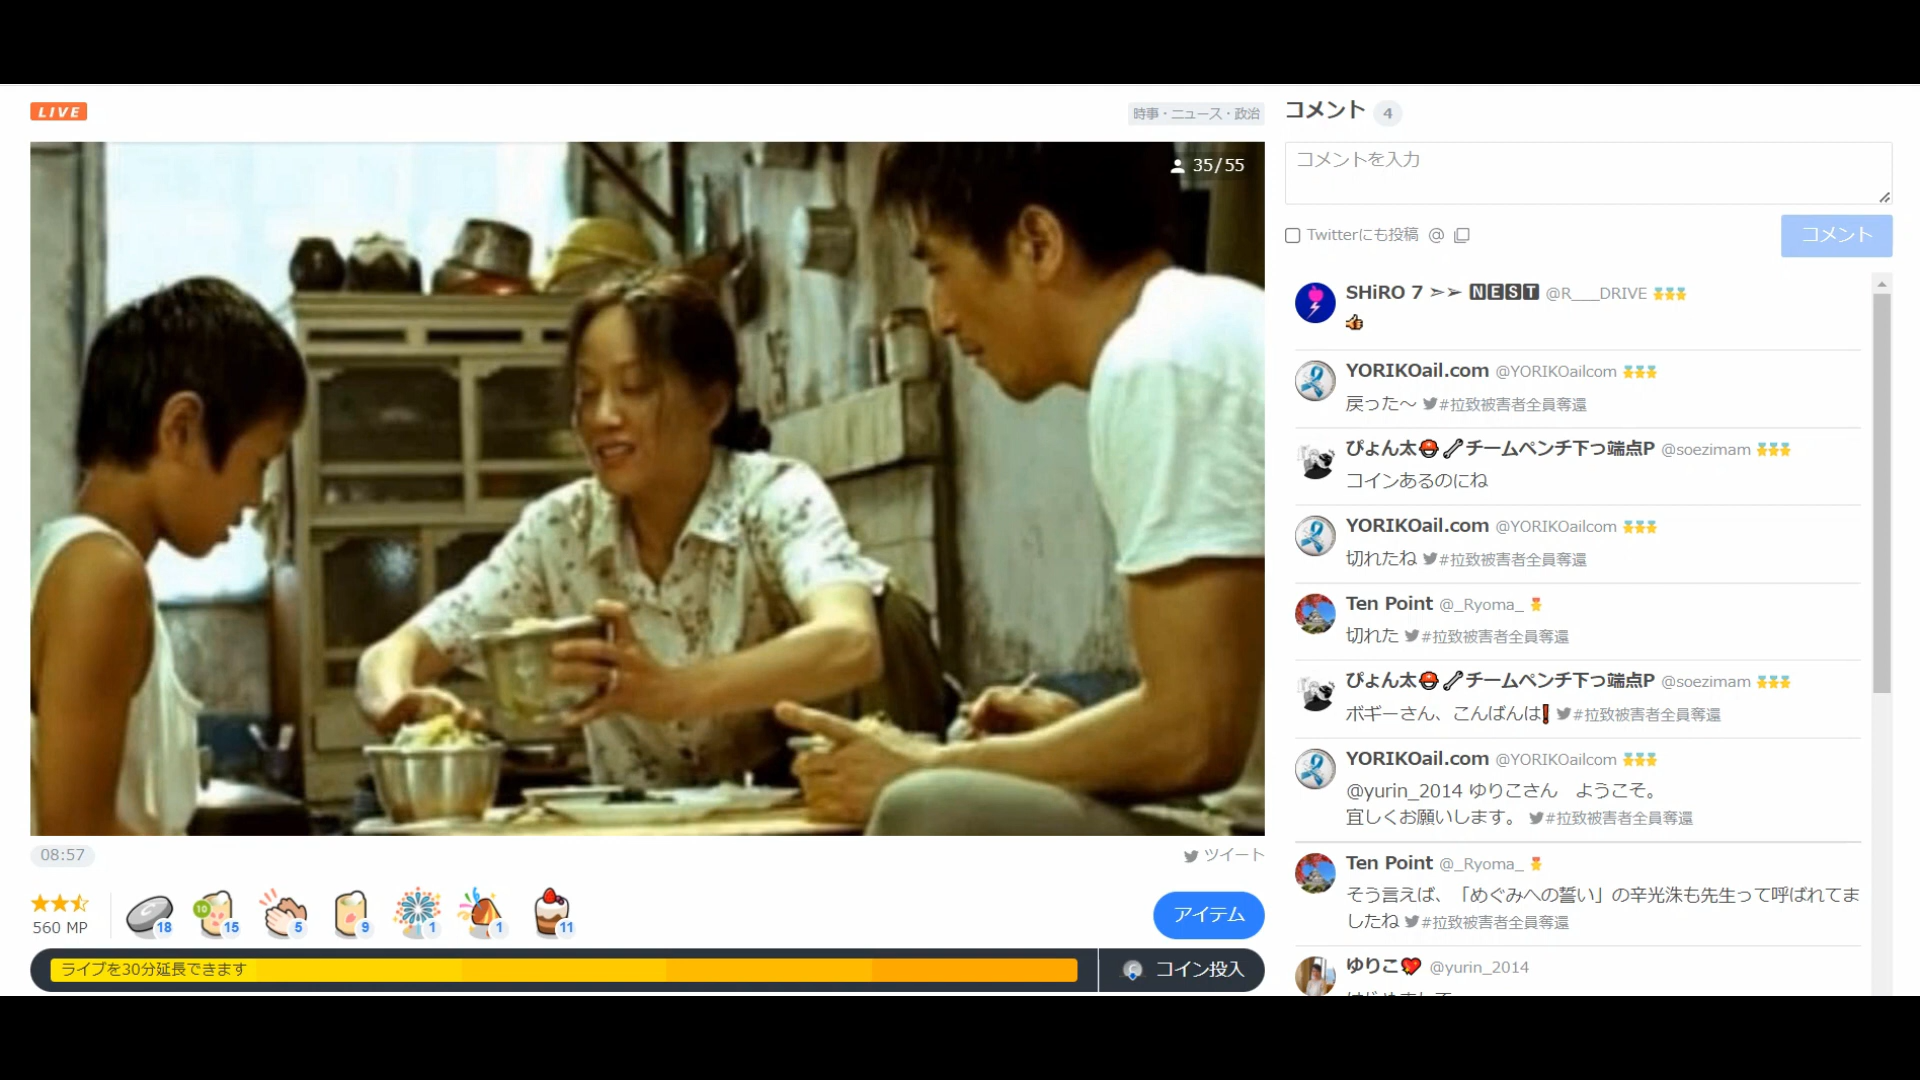 LIVE
時事・ニュース・政治
35/55
08:57
ツイート
560 MP
10
18
15
5
9
1
1
11
アイテム
ライブを30分延長できます
コイン投入
コメント 4
コメントを入力
Twitterにも投稿 @
コメント
SHiRO 7 ➣➢ NEST @R___DRIVE
👍
YORIKOail.com @YORIKOailcom
戻った〜 #拉致被害者全員奪還
ぴょん太⛑🔧チームペンチ下っ端点P @soezimam
コインあるのにね
YORIKOail.com @YORIKOailcom
切れたね #拉致被害者全員奪還
Ten Point @_Ryoma_
切れた #拉致被害者全員奪還
ぴょん太⛑🔧チームペンチ下っ端点P @soezimam
ボギーさん、こんばんは❗ #拉致被害者全員奪還
YORIKOail.com @YORIKOailcom
@yurin_2014 ゆりこさん　ようこそ。
宜しくお願いします。 #拉致被害者全員奪還
Ten Point @_Ryoma_
そう言えば、「めぐみへの誓い」の辛光洙も先生って呼ばれてま
したね #拉致被害者全員奪還
ゆりこ💖 @yurin_2014